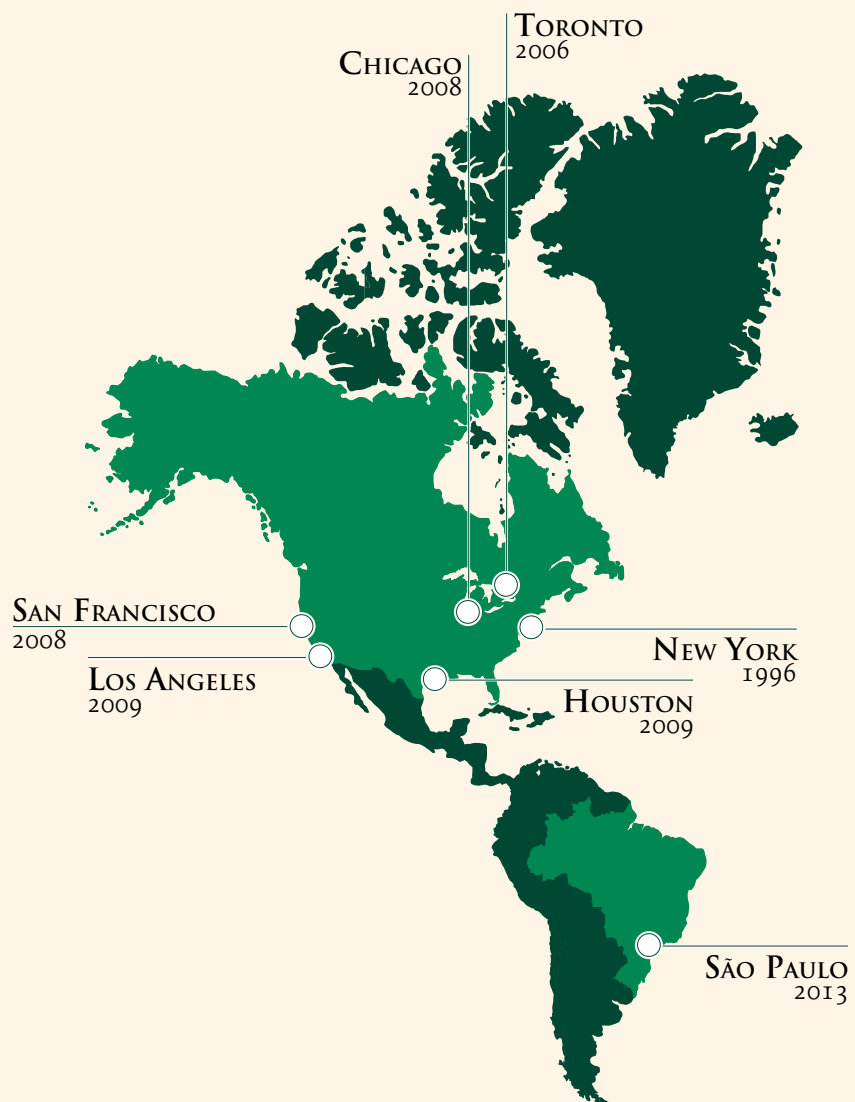 Toronto
2006
Chicago
2008
San Francisco
2008
New York
1996
Los Angeles
2009
Houston
2009
São Paulo
2013